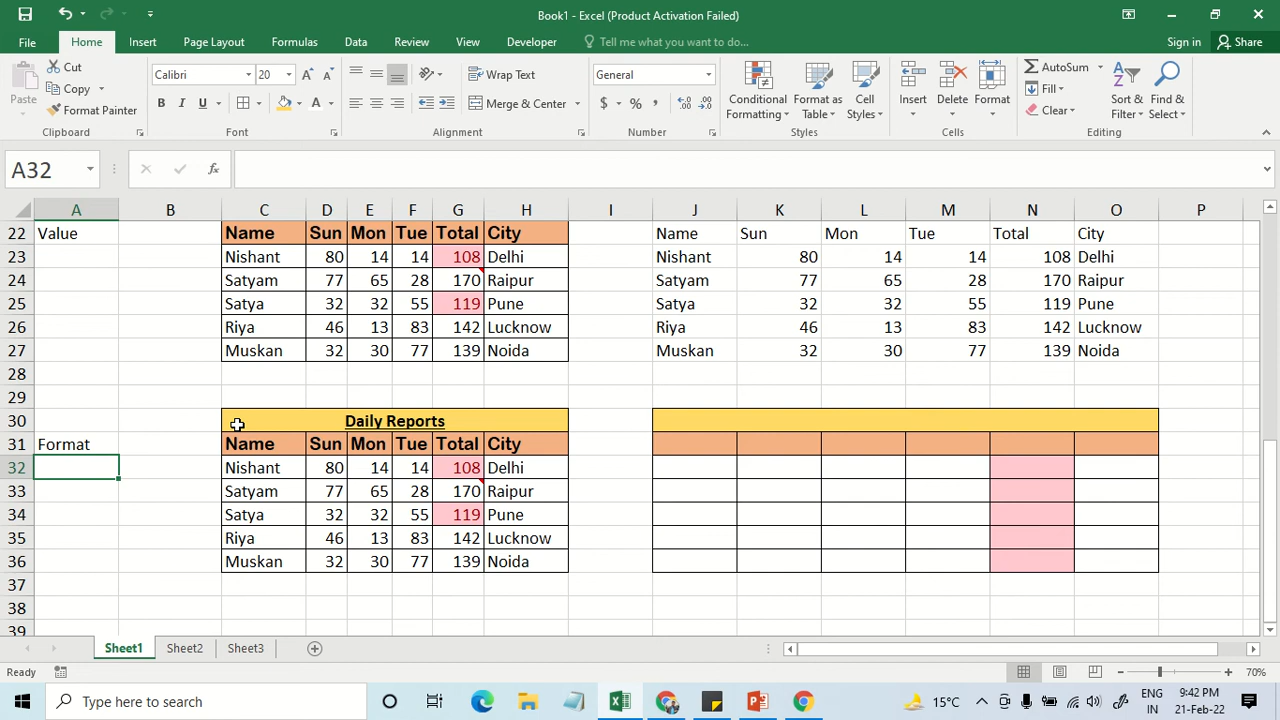 Book1 - Excel (Product Activation Failed)
File Home Insert Page Layout Formulas Data Review View Developer Tell me what you want to do... Sign in Share
Paste Cut Copy Format Painter
Calibri 20
B I U A A A
Wrap Text
Merge & Center
General
$ % ,
Conditional Formatting Format as Table Cell Styles
Insert Delete Format
AutoSum Fill Clear
Sort & Filter Find & Select
Clipboard Font Alignment Number Styles Cells Editing
A32 fx
A B C D E F G H I J K L M N O P
22 Value Name Sun Mon Tue Total City Name Sun Mon Tue Total City
23 Nishant 80 14 14 108 Delhi Nishant 80 14 14 108 Delhi
24 Satyam 77 65 28 170 Raipur Satyam 77 65 28 170 Raipur
25 Satya 32 32 55 119 Pune Satya 32 32 55 119 Pune
26 Riya 46 13 83 142 Lucknow Riya 46 13 83 142 Lucknow
27 Muskan 32 30 77 139 Noida Muskan 32 30 77 139 Noida
28
29
30 Daily Reports
31 Format Name Sun Mon Tue Total City
32 Nishant 80 14 14 108 Delhi
33 Satyam 77 65 28 170 Raipur
34 Satya 32 32 55 119 Pune
35 Riya 46 13 83 142 Lucknow
36 Muskan 32 30 77 139 Noida
37
38
39
Sheet1 Sheet2 Sheet3
Ready 70%
Type here to search 15°C ENG IN 9:42 PM 21-Feb-22